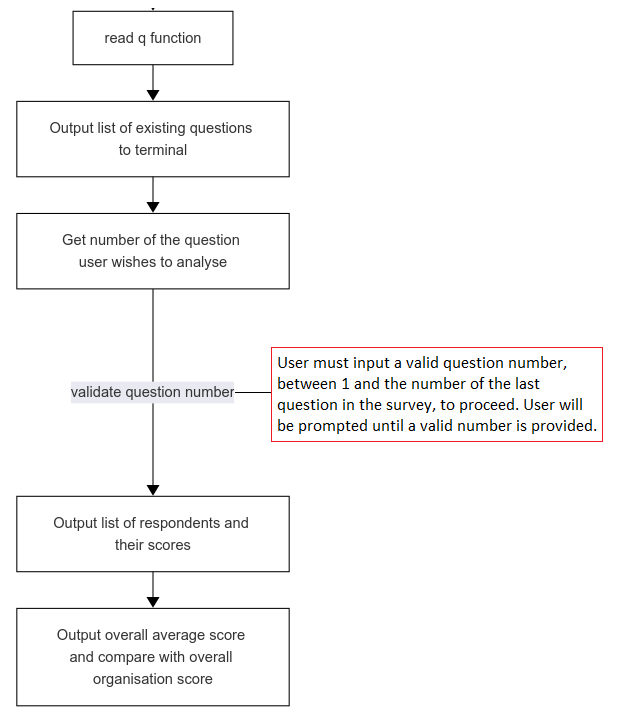 read q function
Output list of existing questions
to terminal
Get number of the question
user wishes to analyse
validate question number
User must input a valid question number,
between 1 and the number of the last
question in the survey, to proceed. User will
be prompted until a valid number is provided.
Output list of respondents and
their scores
Output overall average score
and compare with overall
organisation score